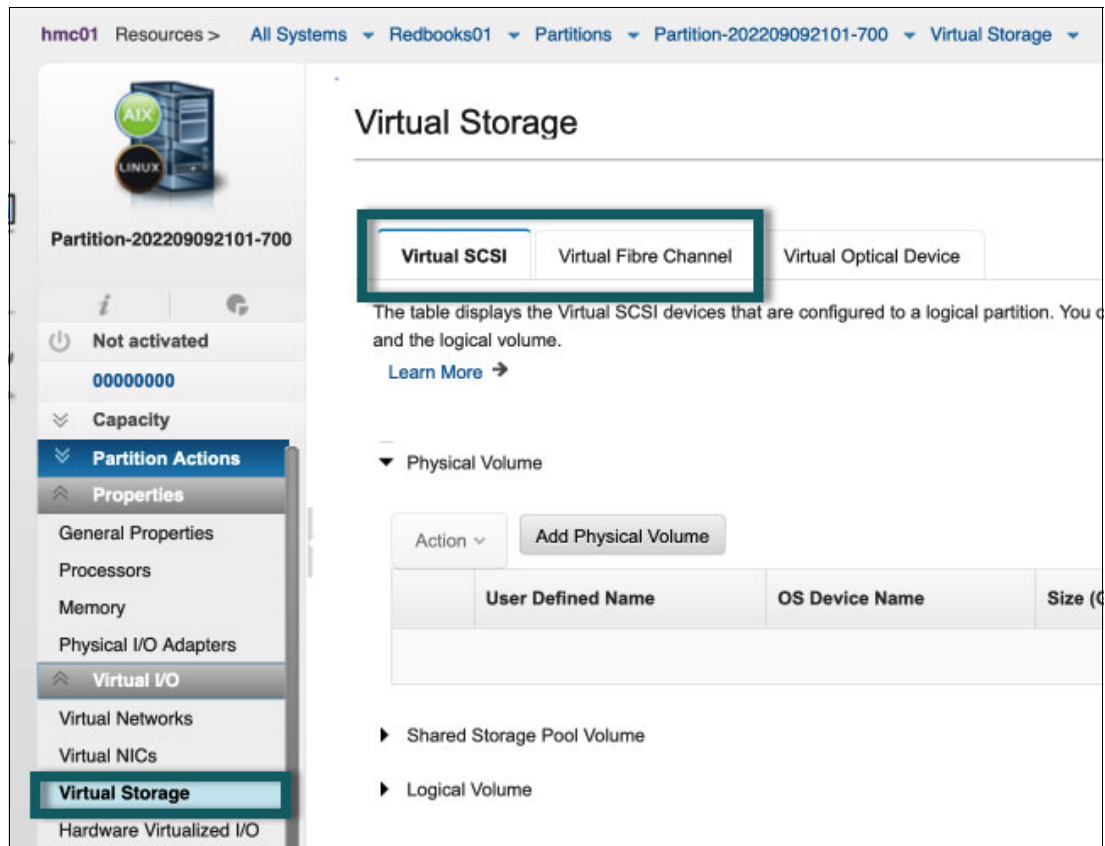 hmc01 Resources > All Systems Redbooks01 Partitions Partition-202209092101-700 Virtual Storage
AIX
LINUX
Partition-202209092101-700
i
Not activated
00000000
Capacity
Partition Actions
Properties
General Properties
Processors
Memory
Physical I/O Adapters
Virtual I/O
Virtual Networks
Virtual NICs
Virtual Storage
Hardware Virtualized I/O
Virtual Storage
Virtual SCSI Virtual Fibre Channel Virtual Optical Device
The table displays the Virtual SCSI devices that are configured to a logical partition. You c
and the logical volume.
Learn More
Physical Volume
Action Add Physical Volume
User Defined Name OS Device Name Size (G
Shared Storage Pool Volume
Logical Volume